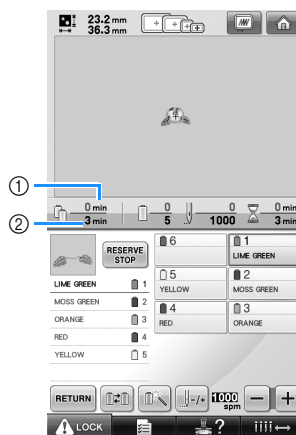 23.2 mm
36.3 mm
1
0 min
0
0
0 min
2
3 min
5
1000
3 min
RESERVE STOP
6
1
LIME GREEN
5
YELLOW
2
MOSS GREEN
4
RED
3
ORANGE
LIME GREEN 1
MOSS GREEN 2
ORANGE 3
RED 4
YELLOW 5
RETURN
-/+
1000 spm
− +
LOCK
?